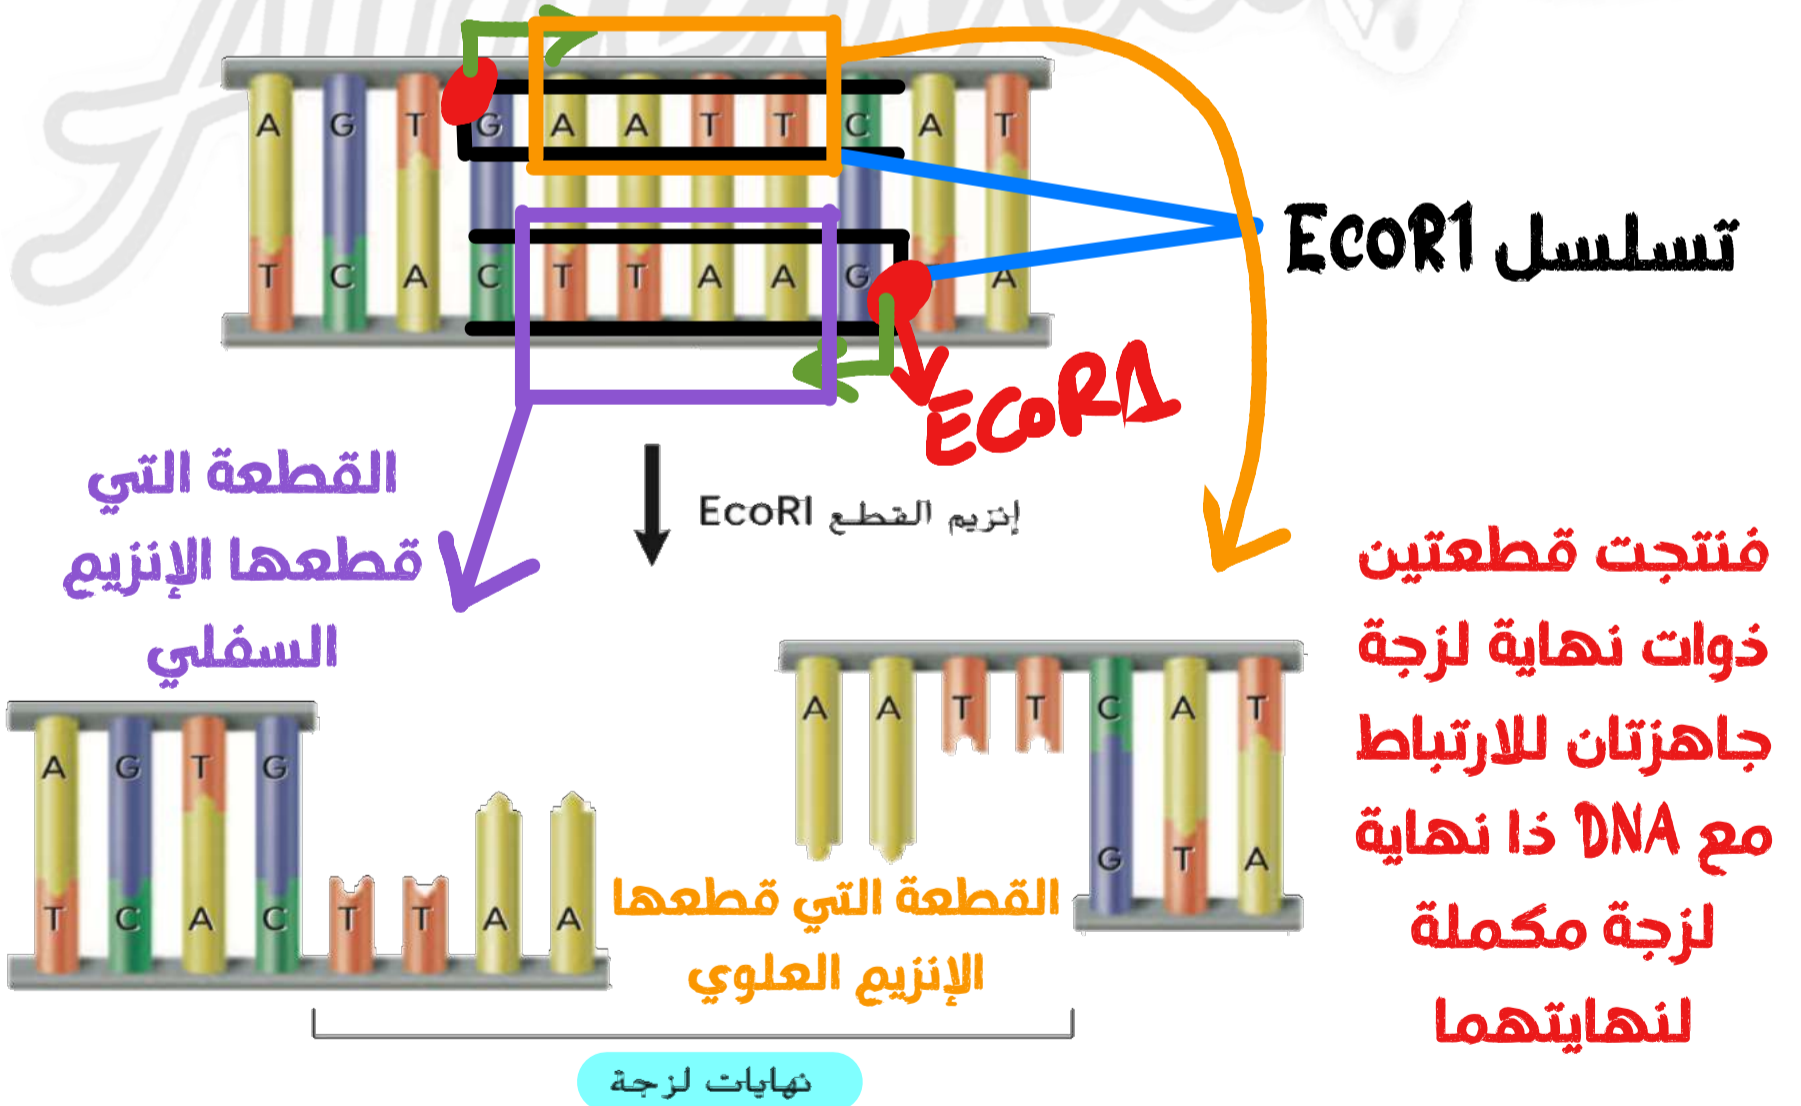 A G T G A A T T C A T
T C A C T T A A G A
تسلسل ECOR1
ECoR1
إنزيم القطع EcoRI
القطعة التي
قطعها الإنزيم
السفلي
A G T G
T C A C T T A A
A A T T C A T
G T A
القطعة التي قطعها
الإنزيم العلوي
نهايات لزجة
فنتجت قطعتين
ذوات نهاية لزجة
جاهزتان للارتباط
مع DNA ذا نهاية
لزجة مكملة
لنهايتهما